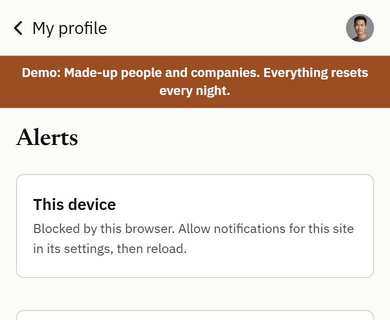 My profile
Demo: Made-up people and companies. Everything resets
every night.
Alerts
This device
Blocked by this browser. Allow notifications for this site
in its settings, then reload.